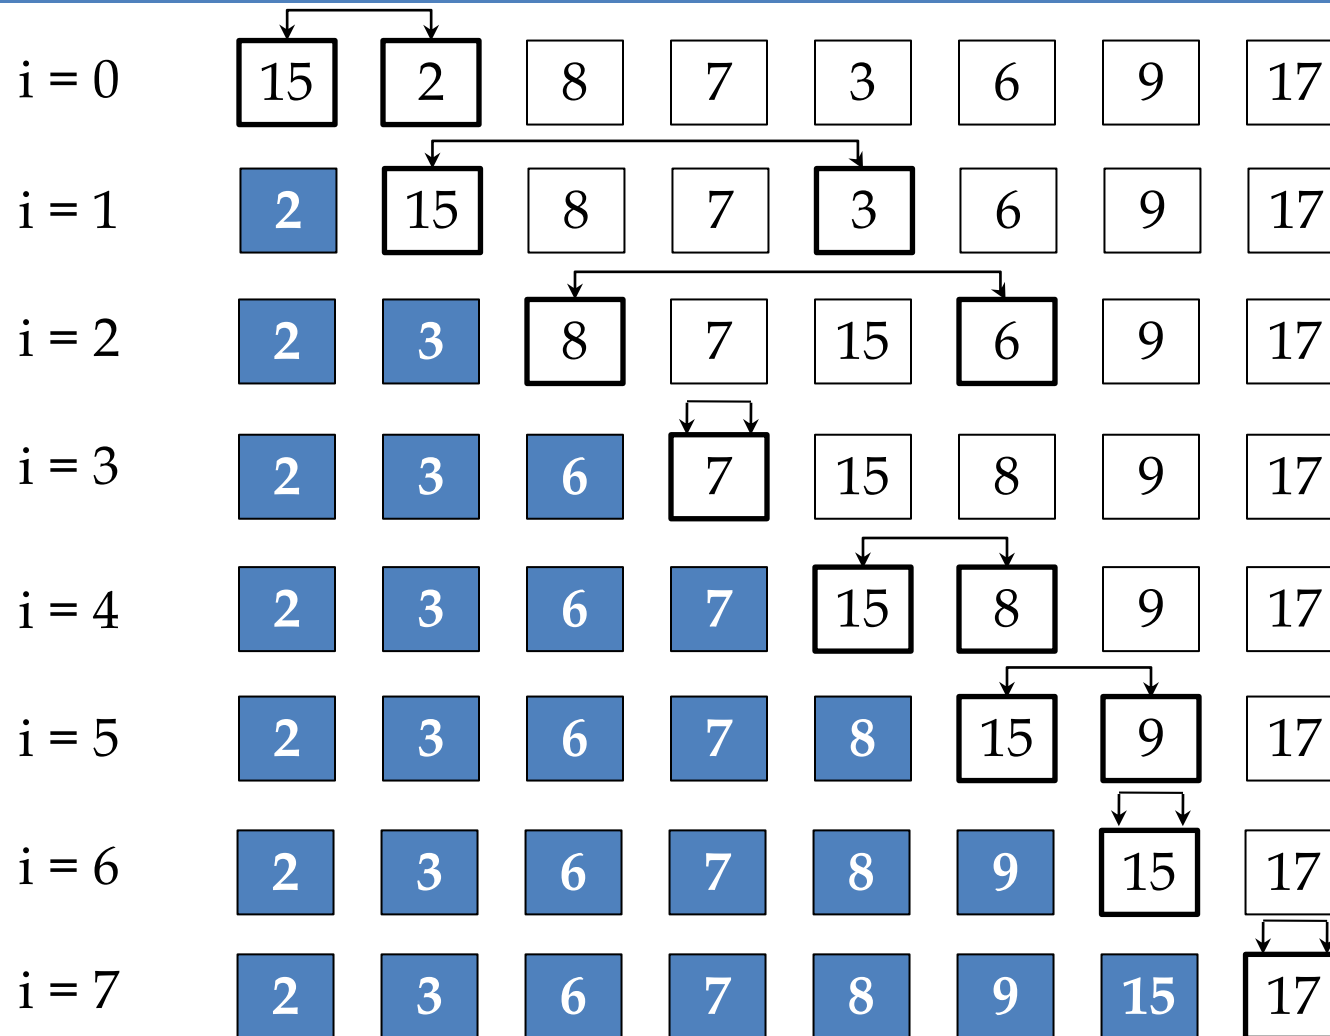 i = 0 15 2 8 7 3 6 9 17
i = 1 2 15 8 7 3 6 9 17
i = 2 2 3 8 7 15 6 9 17
i = 3 2 3 6 7 15 8 9 17
i = 4 2 3 6 7 15 8 9 17
i = 5 2 3 6 7 8 15 9 17
i = 6 2 3 6 7 8 9 15 17
i = 7 2 3 6 7 8 9 15 17